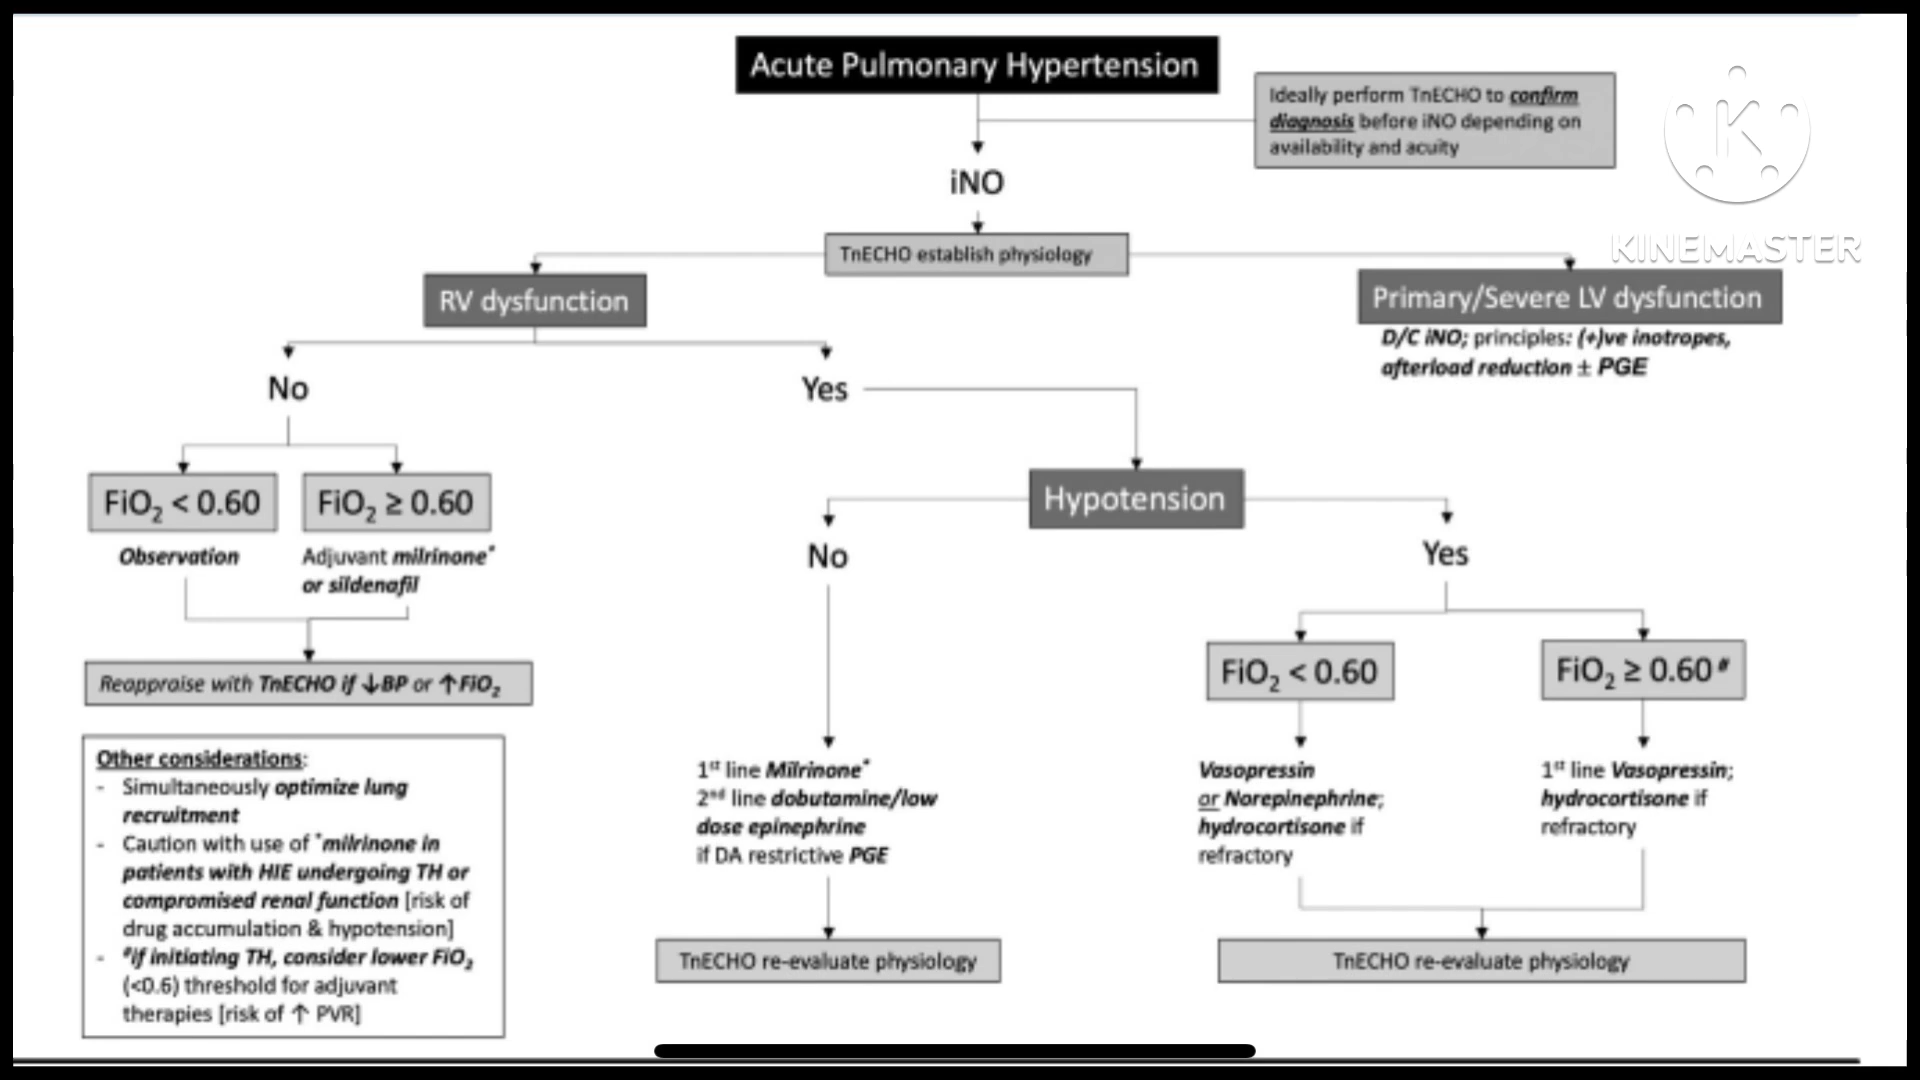 Acute Pulmonary Hypertension
Ideally perform TnECHO to confirm
diagnosis before iNO depending on
availability and acuity
K
KINEMASTER
iNO
TnECHO establish physiology
RV dysfunction
Primary/Severe LV dysfunction
D/C iNO; principles: (+)ve inotropes,
afterload reduction ± PGE
No
Yes
FiO₂ < 0.60
FiO₂ ≥ 0.60
Hypotension
Observation
Adjuvant milrinone*
or sildenafil
No
Yes
Reappraise with TnECHO if ↓BP or ↑FiO₂
FiO₂ < 0.60
FiO₂ ≥ 0.60#
Other considerations:
- Simultaneously optimize lung
recruitment
- Caution with use of *milrinone in
patients with HIE undergoing TH or
compromised renal function [risk of
drug accumulation & hypotension]
- #if initiating TH, consider lower FiO₂
(<0.6) threshold for adjuvant
therapies [risk of ↑ PVR]
1st line Milrinone*
2nd line dobutamine/low
dose epinephrine
if DA restrictive PGE
Vasopressin
or Norepinephrine;
hydrocortisone if
refractory
1st line Vasopressin;
hydrocortisone if
refractory
TnECHO re-evaluate physiology
TnECHO re-evaluate physiology